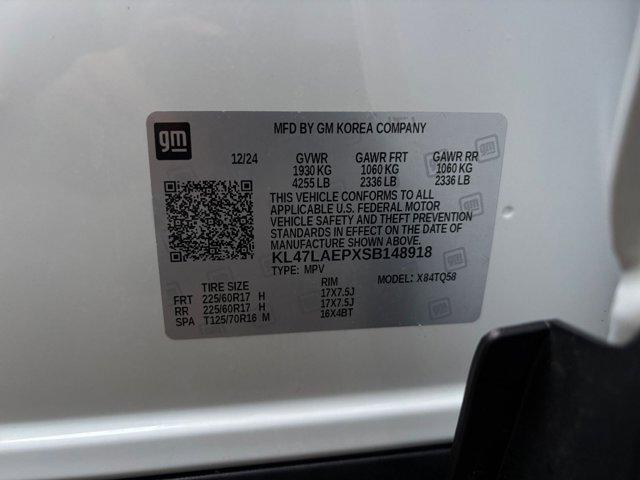 gm
MFD BY GM KOREA COMPANY
12/24 GVWR GAWR FRT GAWR RR
1930 KG 1060 KG 1060 KG
4255 LB 2336 LB 2336 LB
THIS VEHICLE CONFORMS TO ALL
APPLICABLE U.S. FEDERAL MOTOR
VEHICLE SAFETY AND THEFT PREVENTION
STANDARDS IN EFFECT ON THE DATE OF
MANUFACTURE SHOWN ABOVE.
KL47LAEPXSB148918
TYPE: MPV MODEL: X84TQ58
TIRE SIZE RIM
FRT 225/60R17 H 17X7.5J
RR 225/60R17 H 17X7.5J
SPA T125/70R16 M 16X4BT